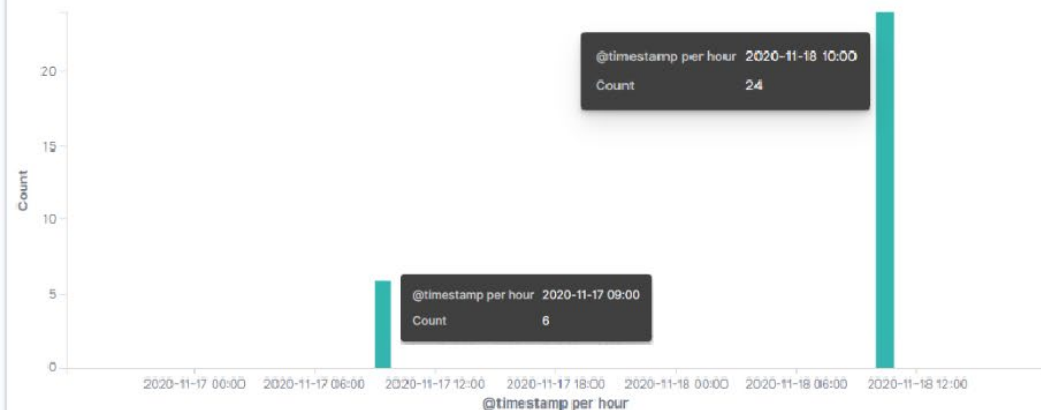 20
15
10
5
0
Count
@timestamp per hour 2020-11-18 10:00
Count 24
@timestamp per hour 2020-11-17 09:00
Count 6
2020-11-17 00:00 2020-11-17 06:00 2020-11-17 12:00 2020-11-17 18:00 2020-11-18 00:00 2020-11-18 06:00 2020-11-18 12:00
@timestamp per hour